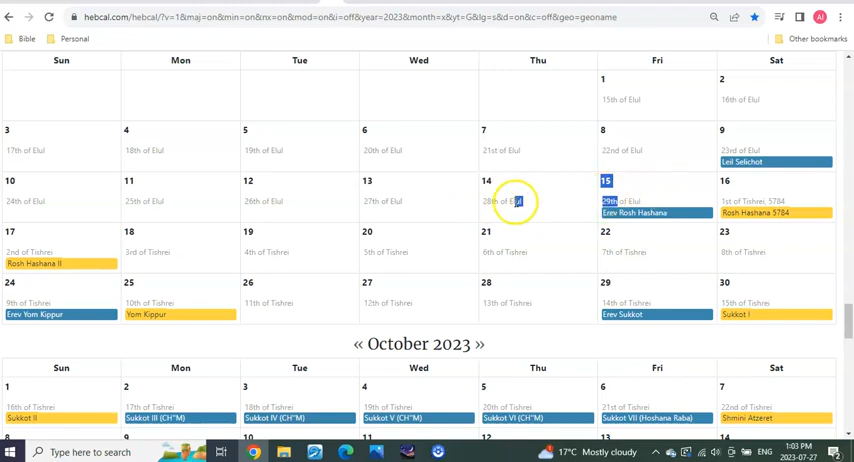 hebcal.com/hebcal/?v=1&maj=on&min=on&nx=on&mod=on&i=off&year=2023&month=x&yt=G&lg=s&d=on&c=off&geo=geoname
AI
Bible Personal Other bookmarks
Sun Mon Tue Wed Thu Fri Sat
1 2
15th of Elul 16th of Elul
3 4 5 6 7 8 9
17th of Elul 18th of Elul 19th of Elul 20th of Elul 21st of Elul 22nd of Elul 23rd of Elul
Leil Selichot
10 11 12 13 14 15 16
24th of Elul 25th of Elul 26th of Elul 27th of Elul 28th of Elul 29th of Elul 1st of Tishrei, 5784
Erev Rosh Hashana Rosh Hashana 5784
17 18 19 20 21 22 23
2nd of Tishrei 3rd of Tishrei 4th of Tishrei 5th of Tishrei 6th of Tishrei 7th of Tishrei 8th of Tishrei
Rosh Hashana II
24 25 26 27 28 29 30
9th of Tishrei 10th of Tishrei 11th of Tishrei 12th of Tishrei 13th of Tishrei 14th of Tishrei 15th of Tishrei
Erev Yom Kippur Yom Kippur Erev Sukkot Sukkot I
« October 2023 »
Sun Mon Tue Wed Thu Fri Sat
1 2 3 4 5 6 7
16th of Tishrei 17th of Tishrei 18th of Tishrei 19th of Tishrei 20th of Tishrei 21st of Tishrei 22nd of Tishrei
Sukkot II Sukkot III (CH''M) Sukkot IV (CH''M) Sukkot V (CH''M) Sukkot VI (CH''M) Sukkot VII (Hoshana Raba) Shmini Atzeret
8 9 10 11 12 13 14
Type here to search 17°C Mostly cloudy ENG 1:03 PM
2023-07-27 2